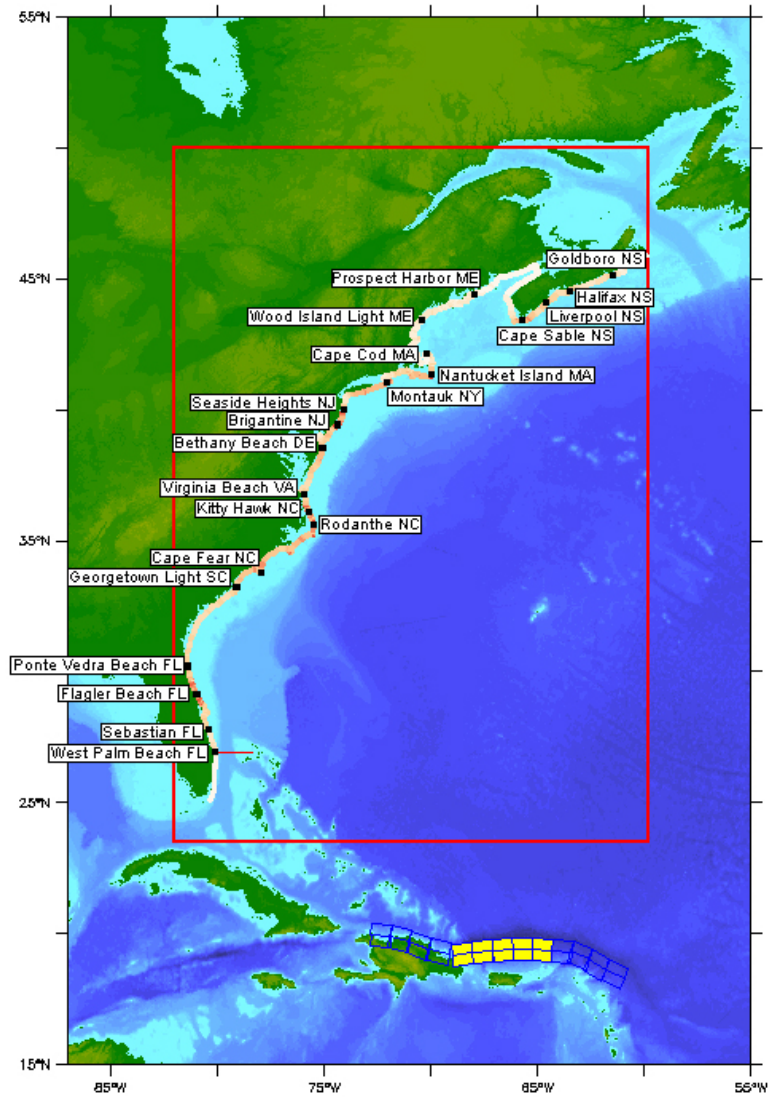 55°N
45°N
Goldboro NS
Prospect Harbor ME
Halifax NS
Wood Island Light ME
Liverpool NS
Cape Sable NS
Cape Cod MA
Nantucket Island MA
Montauk NY
Seaside Heights NJ
Brigantine NJ
Bethany Beach DE
Virginia Beach VA
Kitty Hawk NC
Rodanthe NC
35°N
Cape Fear NC
Georgetown Light SC
Ponte Vedra Beach FL
Flagler Beach FL
Sebastian FL
West Palm Beach FL
25°N
15°N
85°W 75°W 65°W 55°W